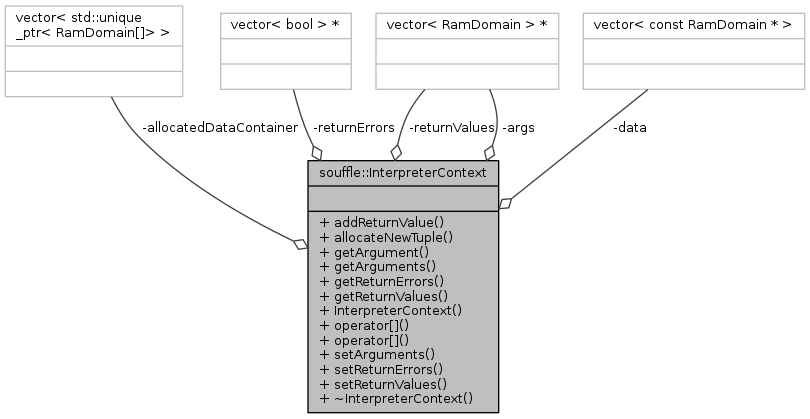 vector< std::unique
_ptr< RamDomain[]> >
vector< bool > *
vector< RamDomain > *
vector< const RamDomain * >
-allocatedDataContainer
-returnErrors
-returnValues
-args
-data
souffle::InterpreterContext
+ addReturnValue()
+ allocateNewTuple()
+ getArgument()
+ getArguments()
+ getReturnErrors()
+ getReturnValues()
+ InterpreterContext()
+ operator[]()
+ operator[]()
+ setArguments()
+ setReturnErrors()
+ setReturnValues()
+ ~InterpreterContext()